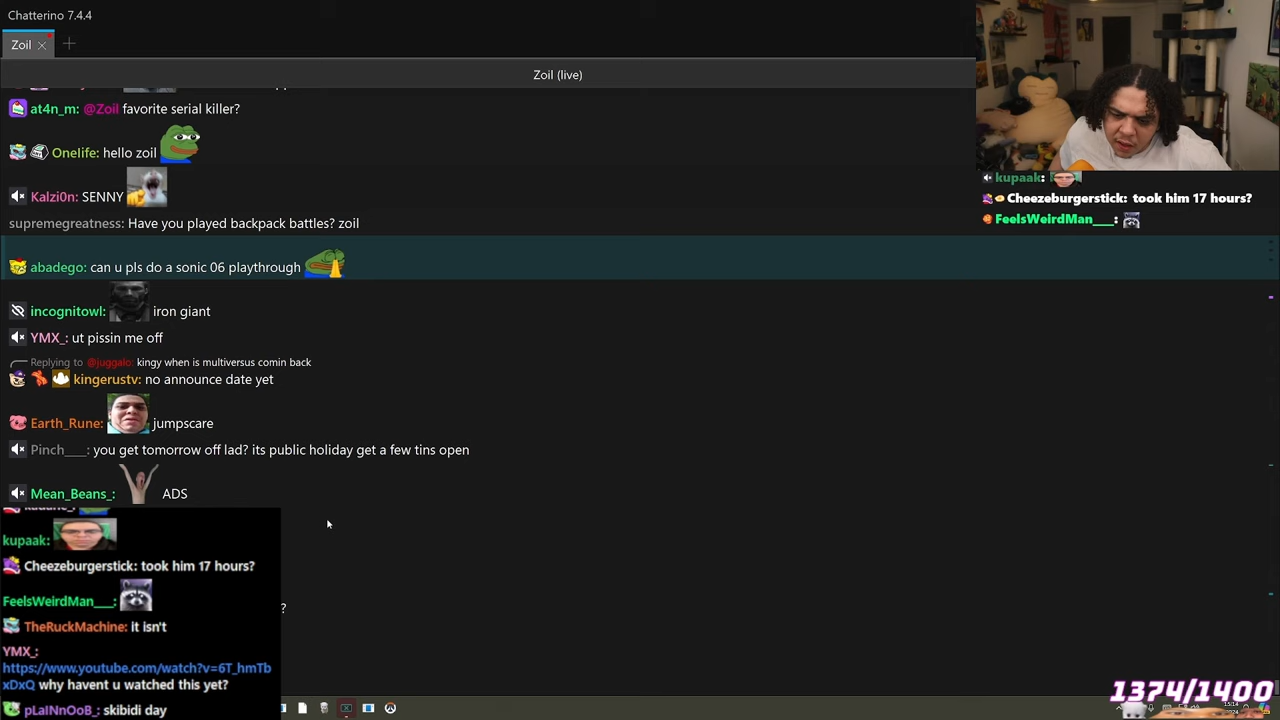 Chatterino 7.4.4
Zoil
Zoil (live)
at4n_m: @Zoil favorite serial killer?
Onelife: hello zoil
Kalzi0n: SENNY
supremegreatness: Have you played backpack battles? zoil
abadego: can u pls do a sonic 06 playthrough
incognitowl: iron giant
YMX_: ut pissin me off
Replying to @juggalo: kingy when is multiversus comin back
kingerustv: no announce date yet
Earth_Rune: jumpscare
Pinch___: you get tomorrow off lad? its public holiday get a few tins open
Mean_Beans_: ADS
kupaak:
Cheezeburgerstick: took him 17 hours?
FeelsWeirdMan___:
TheRuckMachine: it isn't
YMX_:
https://www.youtube.com/watch?v=6T_hmTb
xDxQ why havent u watched this yet?
pLaINnOoB_: skibidi day
?
kupaak:
Cheezeburgerstick: took him 17 hours?
FeelsWeirdMan___:
1374/1400